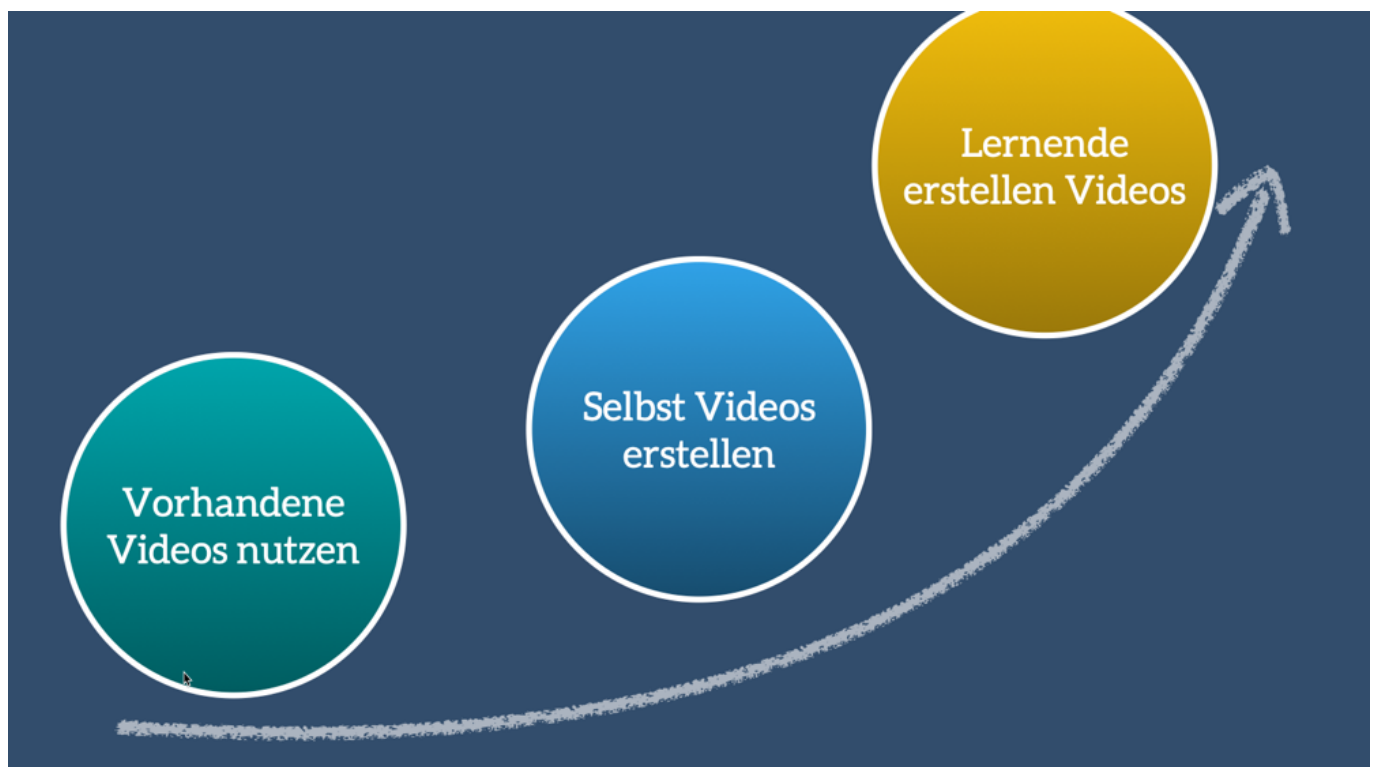 Lernende
erstellen Videos
Selbst Videos
erstellen
Vorhandene
Videos nutzen